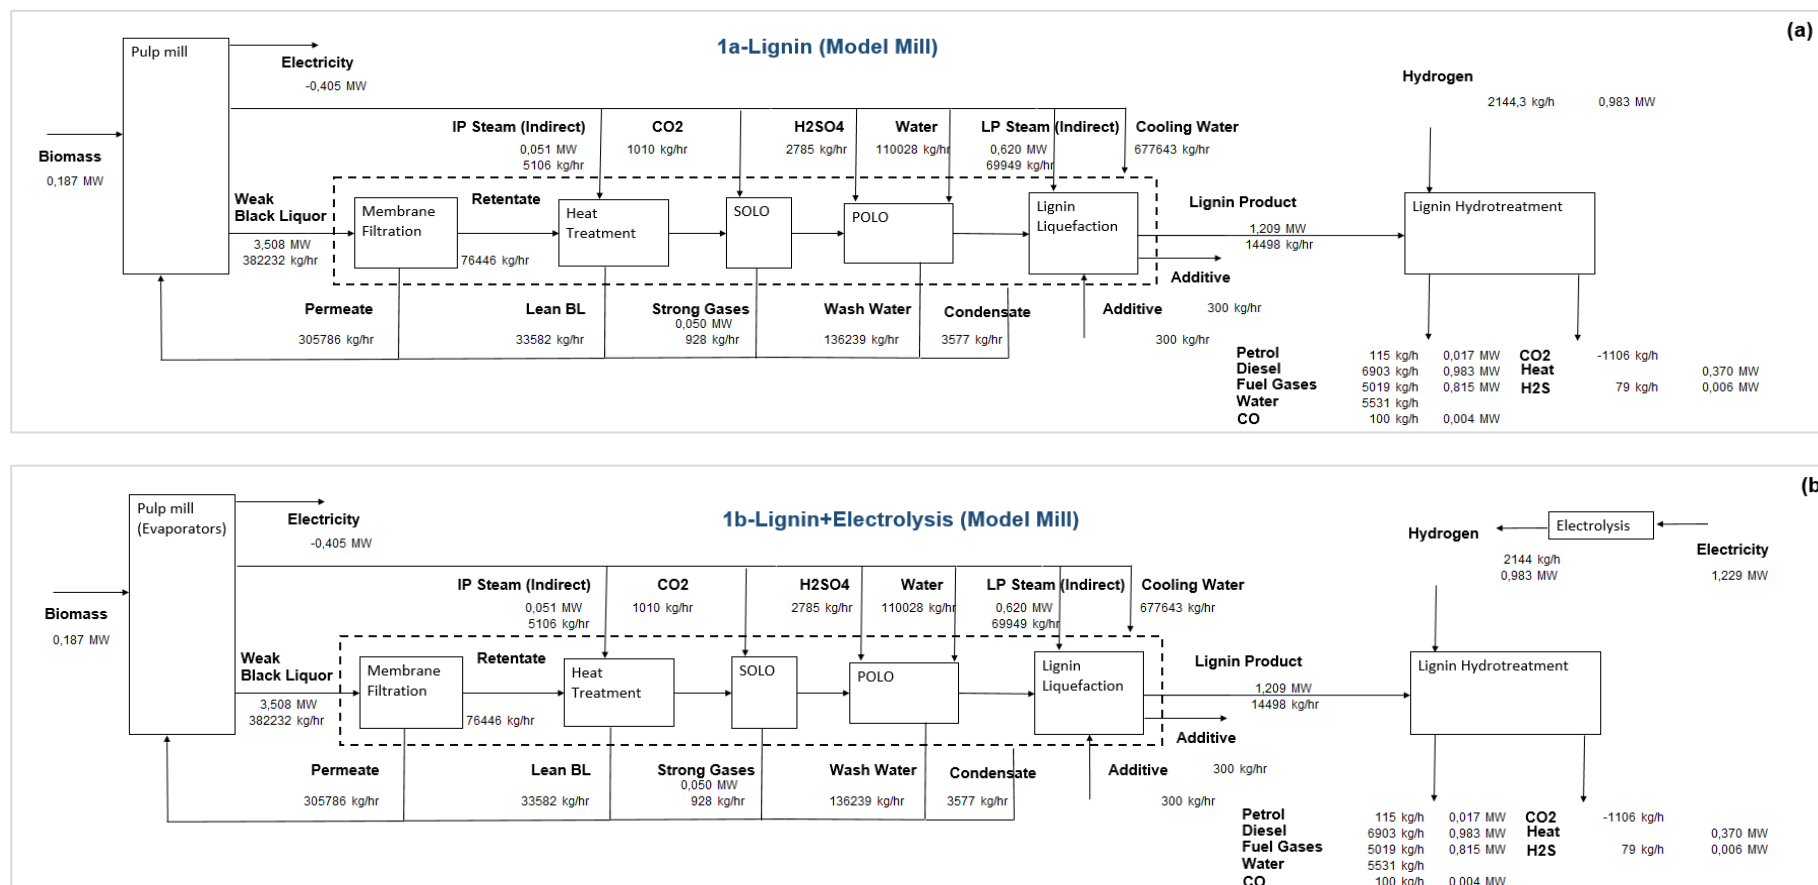 (a)
1a-Lignin (Model Mill)
Pulp mill
Electricity
-0,405 MW
Hydrogen
2144,3 kg/h 0,983 MW
Biomass
0,187 MW
IP Steam (Indirect) CO2 H2SO4 Water LP Steam (Indirect) Cooling Water
0,051 MW 1010 kg/hr 2785 kg/hr 110028 kg/hr 0,620 MW 677643 kg/hr
5106 kg/hr 69949 kg/hr
Weak
Black Liquor
3,508 MW
382232 kg/hr
Membrane
Filtration
Retentate
76446 kg/hr
Heat
Treatment
SOLO
POLO
Lignin
Liquefaction
Lignin Product
1,209 MW
14498 kg/hr
Lignin Hydrotreatment
Additive
300 kg/hr
Permeate Lean BL Strong Gases Wash Water Condensate Additive
0,050 MW
305786 kg/hr 33582 kg/hr 928 kg/hr 136239 kg/hr 3577 kg/hr 300 kg/hr
Petrol 115 kg/h 0,017 MW CO2 -1106 kg/h
Diesel 6903 kg/h 0,983 MW Heat 0,370 MW
Fuel Gases 5019 kg/h 0,815 MW H2S 79 kg/h 0,006 MW
Water 5531 kg/h
CO 100 kg/h 0,004 MW
(b
1b-Lignin+Electrolysis (Model Mill)
Pulp mill
(Evaporators)
Electricity
-0,405 MW
Hydrogen
Electrolysis
Electricity
2144 kg/h
0,983 MW 1,229 MW
Biomass
0,187 MW
IP Steam (Indirect) CO2 H2SO4 Water LP Steam (Indirect) Cooling Water
0,051 MW 1010 kg/hr 2785 kg/hr 110028 kg/hr 0,620 MW 677643 kg/hr
5106 kg/hr 69949 kg/hr
Weak
Black Liquor
3,508 MW
382232 kg/hr
Membrane
Filtration
Retentate
76446 kg/hr
Heat
Treatment
SOLO
POLO
Lignin
Liquefaction
Lignin Product
1,209 MW
14498 kg/hr
Lignin Hydrotreatment
Additive
300 kg/hr
Permeate Lean BL Strong Gases Wash Water Condensate Additive
0,050 MW
305786 kg/hr 33582 kg/hr 928 kg/hr 136239 kg/hr 3577 kg/hr 300 kg/hr
Petrol 115 kg/h 0,017 MW CO2 -1106 kg/h
Diesel 6903 kg/h 0,983 MW Heat 0,370 MW
Fuel Gases 5019 kg/h 0,815 MW H2S 79 kg/h 0,006 MW
Water 5531 kg/h
CO 100 kg/h 0,004 MW